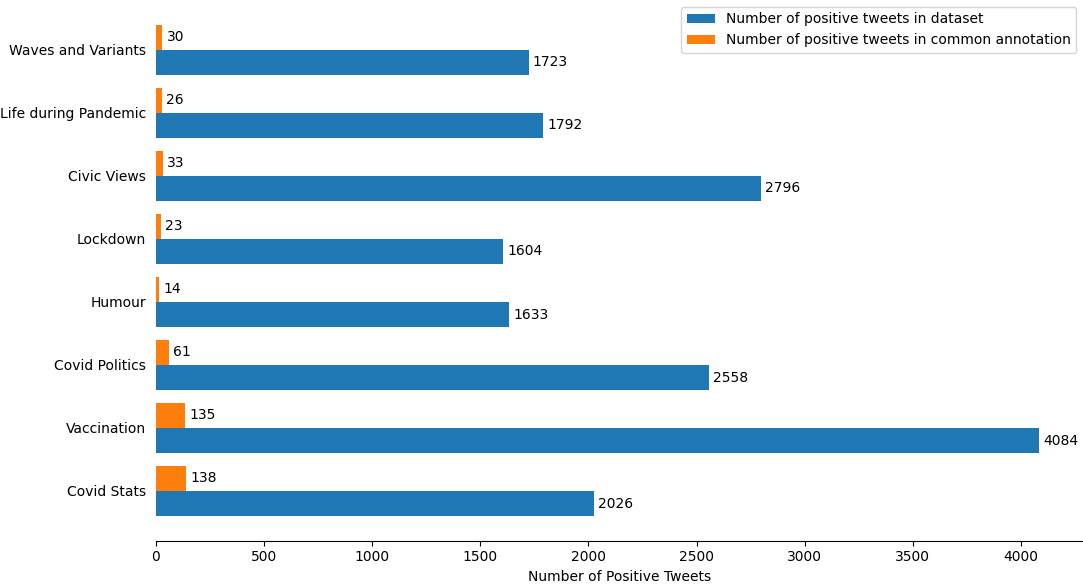 Number of positive tweets in dataset
Number of positive tweets in common annotation
Waves and Variants
30
1723
Life during Pandemic
26
1792
Civic Views
33
2796
Lockdown
23
1604
Humour
14
1633
Covid Politics
61
2558
Vaccination
135
4084
Covid Stats
138
2026
0 500 1000 1500 2000 2500 3000 3500 4000
Number of Positive Tweets